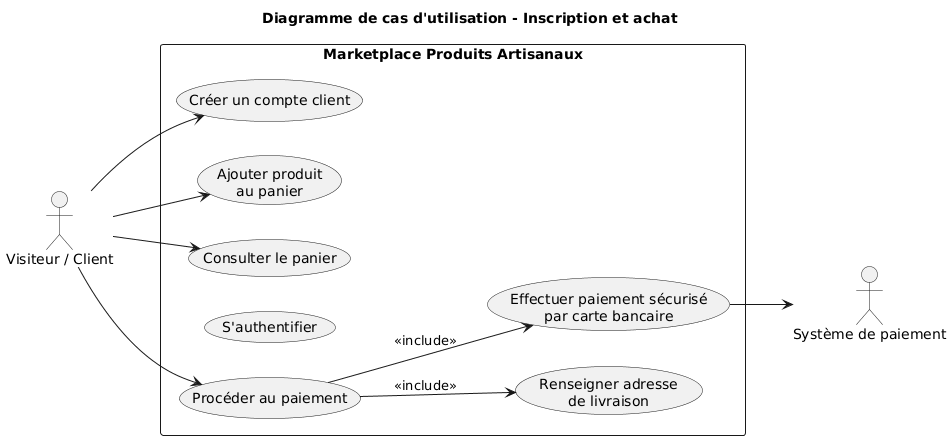 Diagramme de cas d'utilisation - Inscription et achat
Marketplace Produits Artisanaux
Créer un compte client
Ajouter produit
au panier
Visiteur / Client
Consulter le panier
S'authentifier
Procéder au paiement
«include»
«include»
Effectuer paiement sécurisé
par carte bancaire
Renseigner adresse
de livraison
Système de paiement